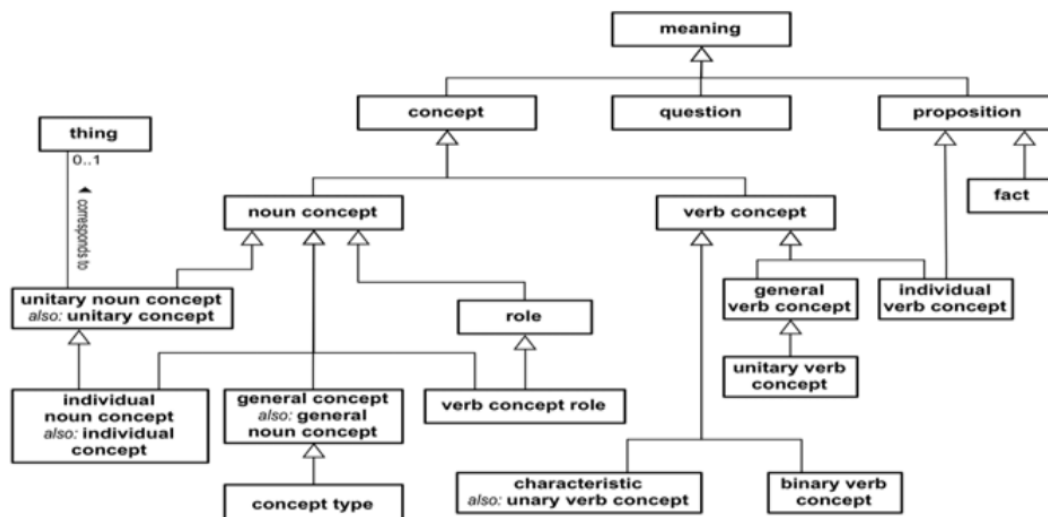 meaning
concept
question
proposition
thing
0..1
corresponds to
fact
noun concept
verb concept
unitary noun concept
also: unitary concept
role
general
verb concept
individual
verb concept
unitary verb
concept
individual
noun concept
also: individual
concept
general concept
also: general
noun concept
verb concept role
concept type
characteristic
also: unary verb concept
binary verb
concept